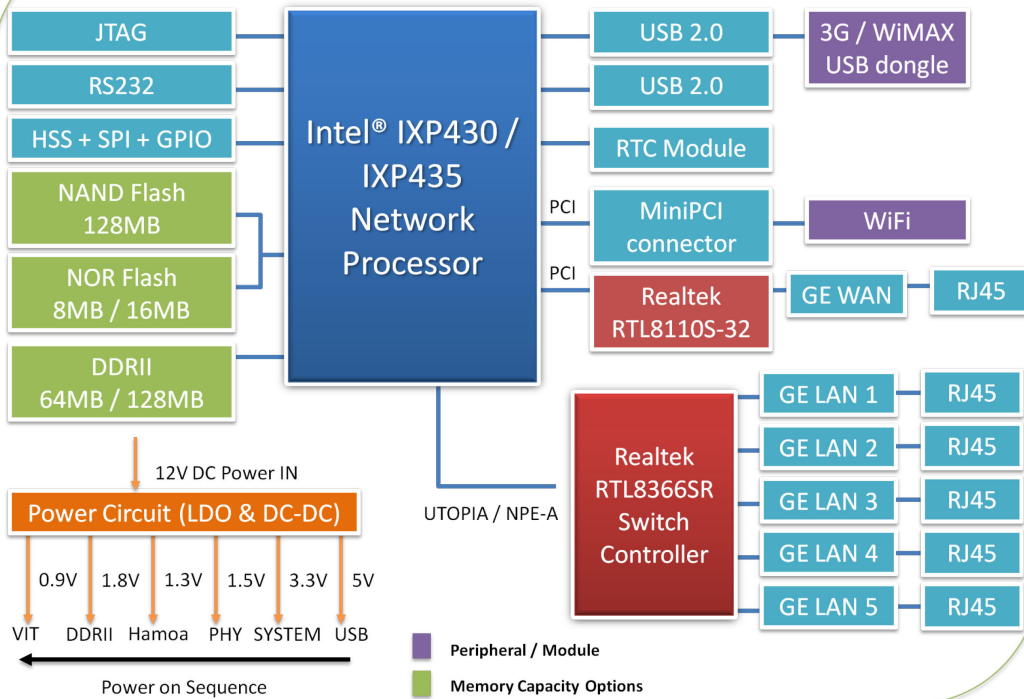 JTAG
RS232
HSS + SPI + GPIO
NAND Flash
128MB
NOR Flash
8MB / 16MB
DDRII
64MB / 128MB
Intel® IXP430 /
IXP435
Network
Processor
USB 2.0
3G / WiMAX
USB dongle
USB 2.0
RTC Module
PCI
MiniPCI
connector
WiFi
PCI
Realtek
RTL8110S-32
GE WAN
RJ45
UTOPIA / NPE-A
Realtek
RTL8366SR
Switch
Controller
GE LAN 1
RJ45
GE LAN 2
RJ45
GE LAN 3
RJ45
GE LAN 4
RJ45
GE LAN 5
RJ45
12V DC Power IN
Power Circuit (LDO & DC-DC)
0.9V 1.8V 1.3V 1.5V 3.3V 5V
VIT DDRII Hamoa PHY SYSTEM USB
Power on Sequence
Peripheral / Module
Memory Capacity Options